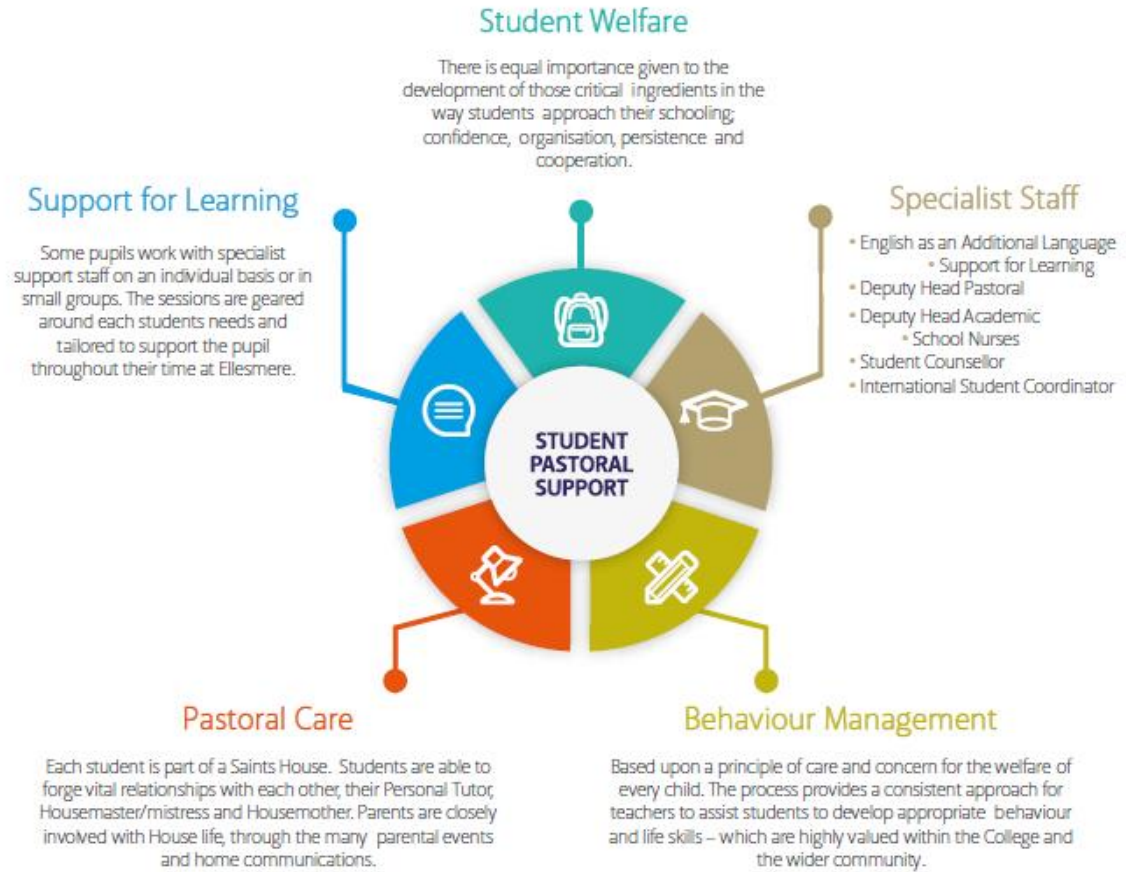 Student Welfare
There is equal importance given to the
development of those critical ingredients in the
way students approach their schooling;
confidence, organisation, persistence and
cooperation.
Support for Learning
Some pupils work with specialist
support staff on an individual basis or in
small groups. The sessions are geared
around each students needs and
tailored to support the pupil
throughout their time at Ellesmere.
Specialist Staff
• English as an Additional Language
• Support for Learning
• Deputy Head Pastoral
• Deputy Head Academic
• School Nurses
• Student Counsellor
• International Student Coordinator
STUDENT
PASTORAL
SUPPORT
Pastoral Care
Each student is part of a Saints House. Students are able to
forge vital relationships with each other, their Personal Tutor,
Housemaster/mistress and Housemother. Parents are closely
involved with House life, through the many parental events
and home communications.
Behaviour Management
Based upon a principle of care and concern for the welfare of
every child. The process provides a consistent approach for
teachers to assist students to develop appropriate behaviour
and life skills – which are highly valued within the College and
the wider community.